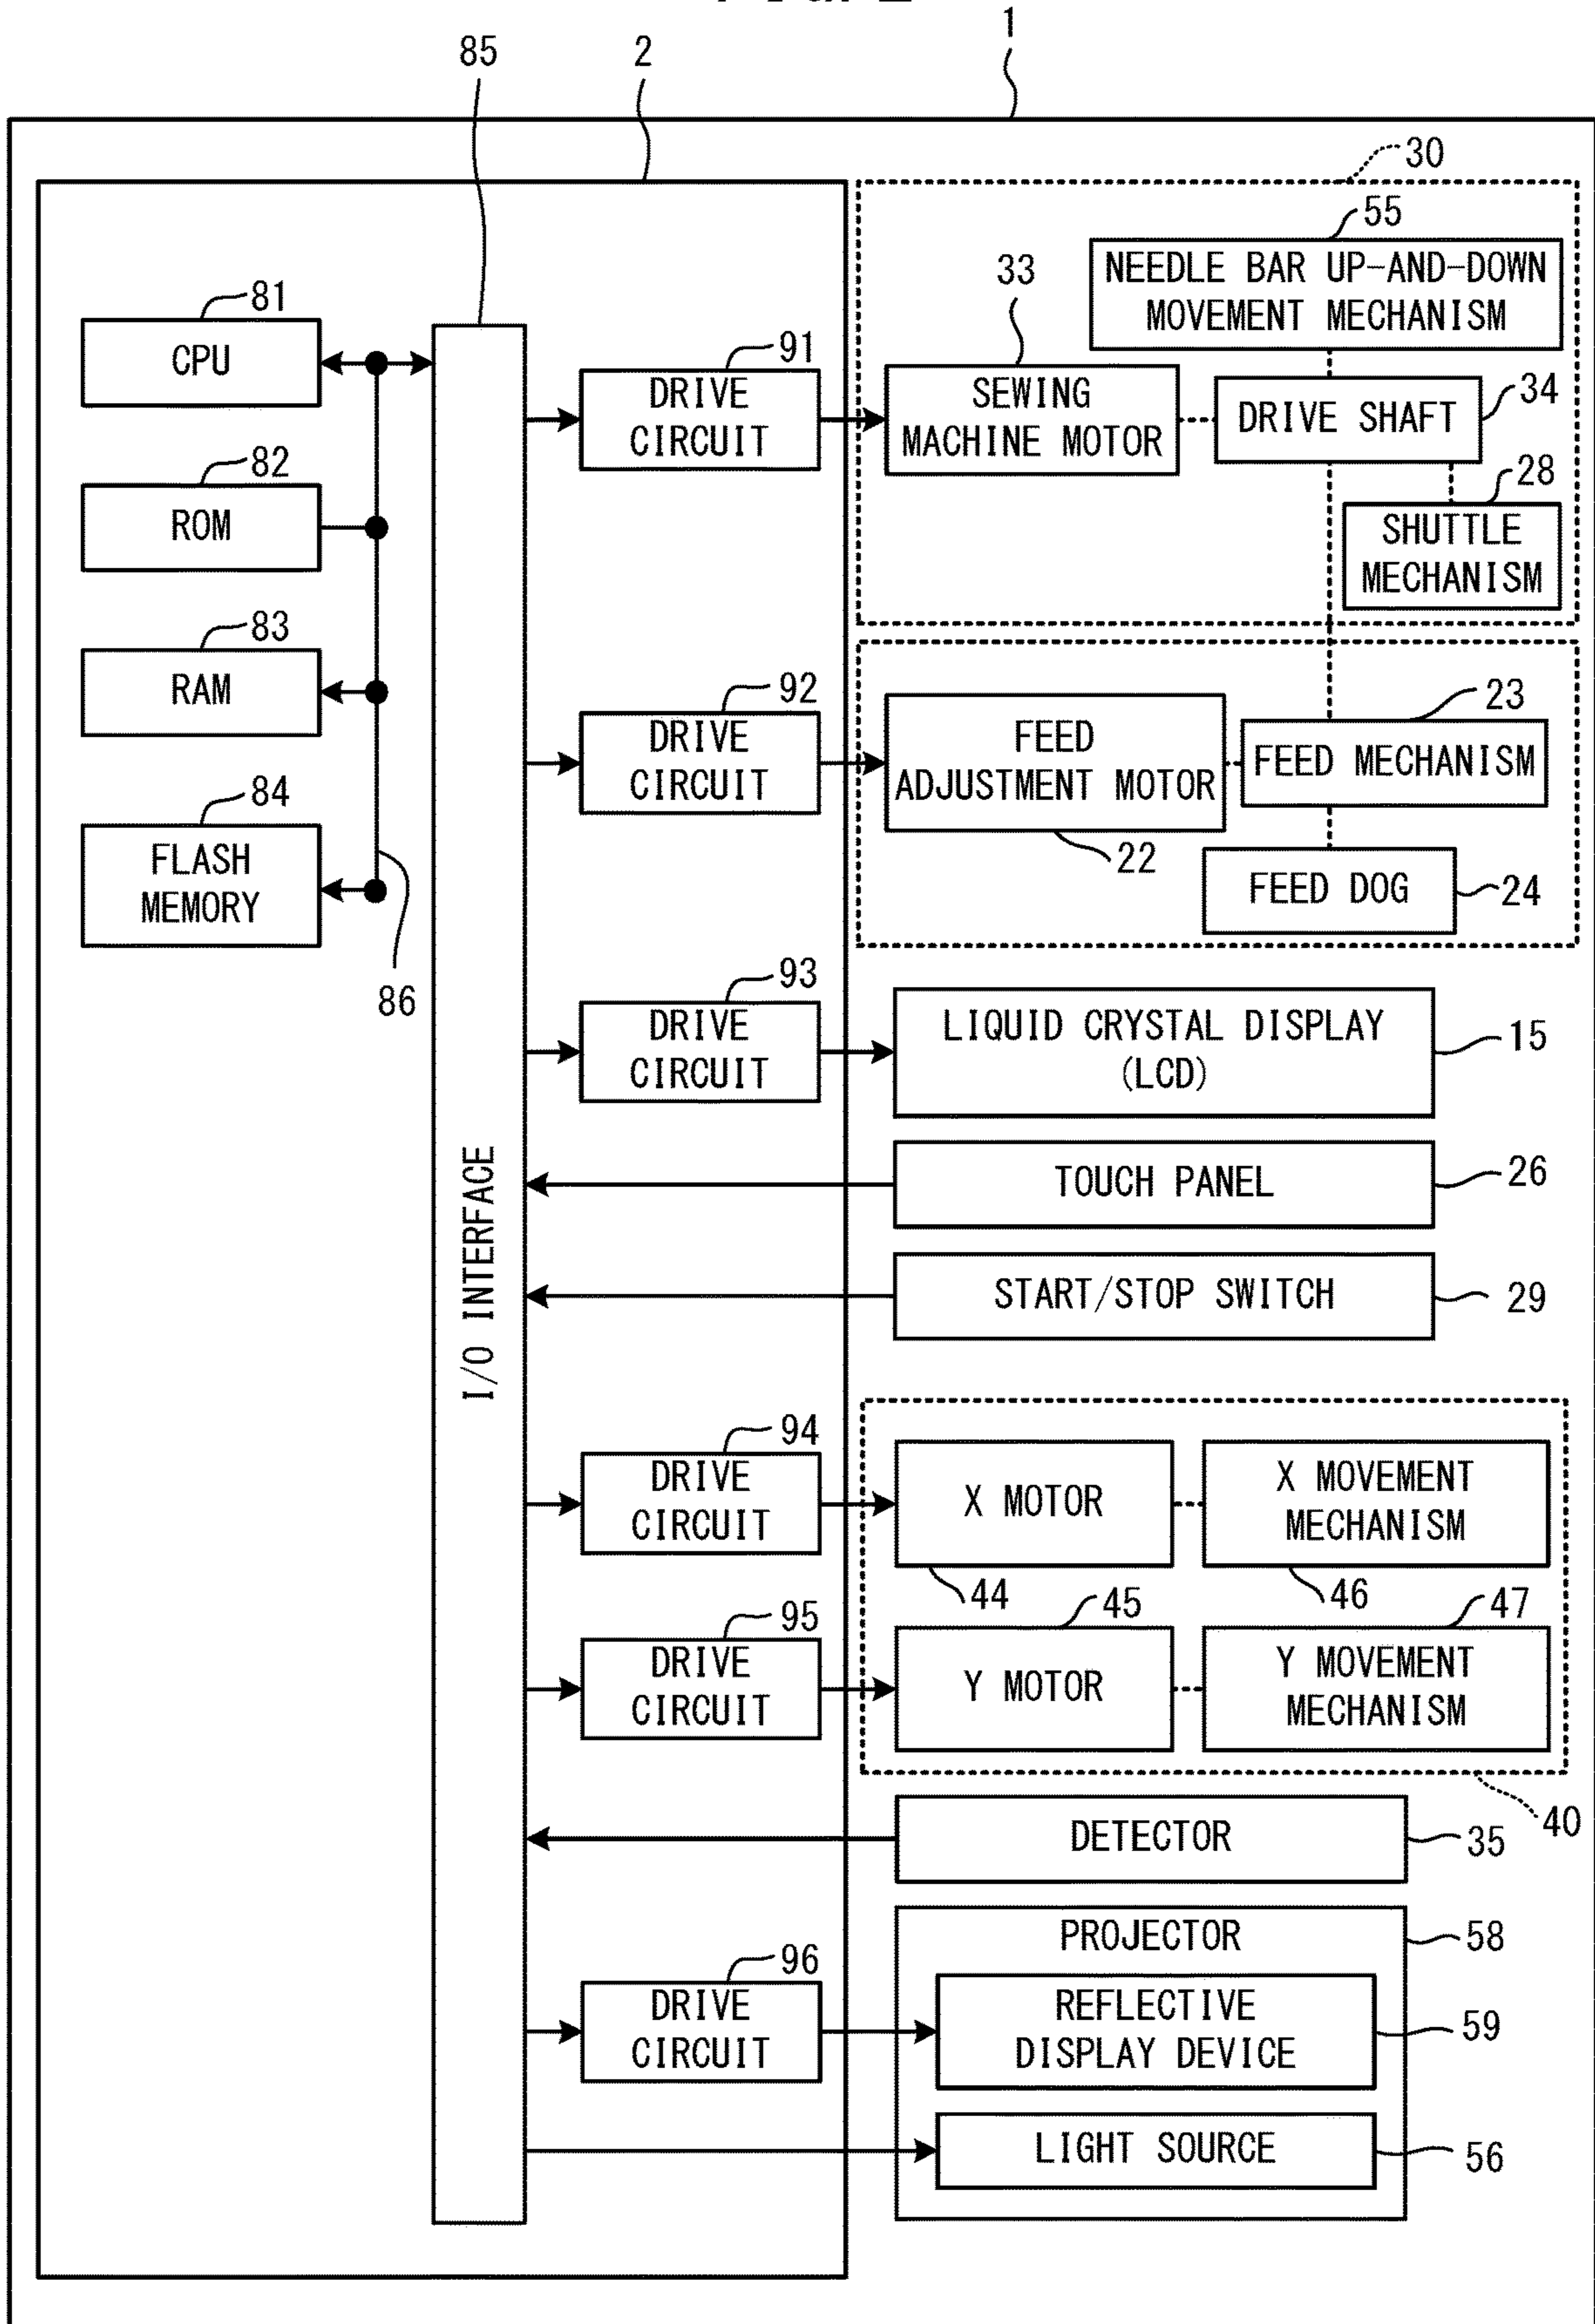 1
85
2
30
55
NEEDLE BAR UP-AND-DOWN
MOVEMENT MECHANISM
33
81
CPU
91
DRIVE
CIRCUIT
SEWING
MACHINE MOTOR
DRIVE SHAFT
34
82
ROM
28
SHUTTLE
MECHANISM
83
RAM
92
DRIVE
CIRCUIT
FEED
ADJUSTMENT MOTOR
22
23
FEED MECHANISM
84
FLASH
MEMORY
86
FEED DOG
24
93
DRIVE
CIRCUIT
LIQUID CRYSTAL DISPLAY
(LCD)
15
I/O INTERFACE
TOUCH PANEL
26
START/STOP SWITCH
29
94
DRIVE
CIRCUIT
X MOTOR
44
X MOVEMENT
MECHANISM
46
95
DRIVE
CIRCUIT
45
Y MOTOR
47
Y MOVEMENT
MECHANISM
40
DETECTOR
35
PROJECTOR
58
96
DRIVE
CIRCUIT
REFLECTIVE
DISPLAY DEVICE
59
LIGHT SOURCE
56